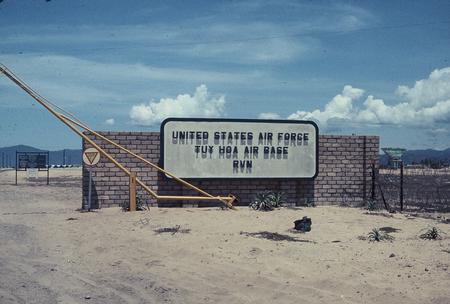 UNITED STATES AIR FORCE
TUY HOA AIR BASE
RVN